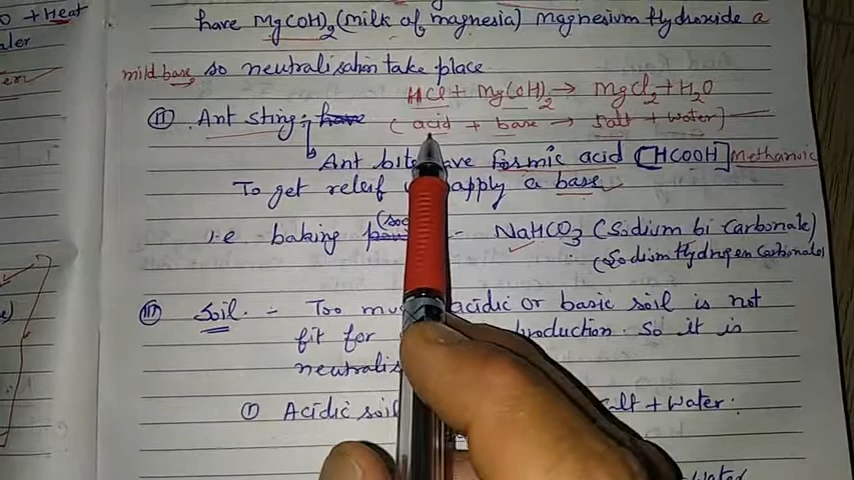 o + Heat
have Mg(OH)2 (milk of magnesia) magnesium Hydroxide a
mild base so neutralisation take place
HCl + Mg(OH)2 → MgCl2 + H2O
(ii) Ant sting :- have ( acid + base → salt + water )
Ant bite have formic acid [HCOOH] Methanoic
To get relief apply a base
i.e baking - NaHCO3 (Sodium bi Carbonate)
(Sodium Hydrogen Carbonate)
(iii) Soil :- Too acidic or basic soil is not
fit for production. So it is
(i) Acidic soil + Water.